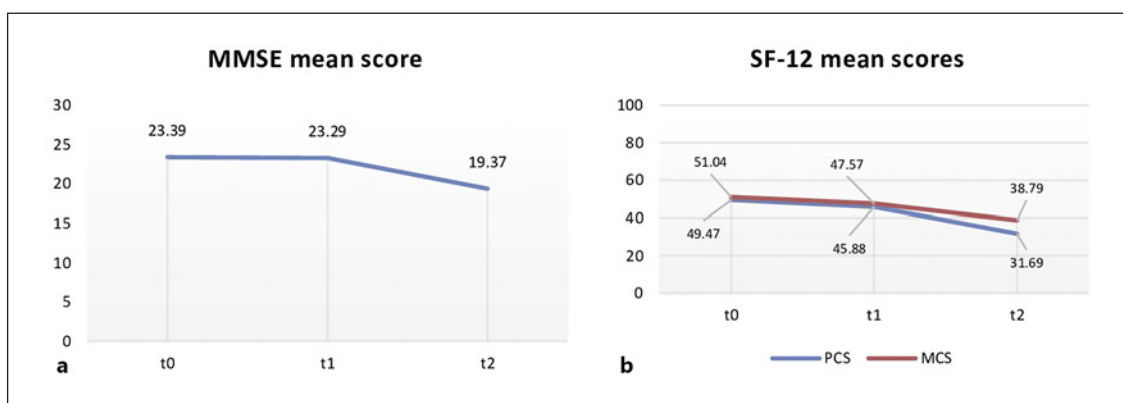 MMSE mean score
30
25
20
15
10
5
0
23.39
23.29
19.37
t0
t1
t2
a
SF-12 mean scores
100
80
60
40
20
0
51.04
47.57
38.79
49.47
45.88
31.69
t0
t1
t2
PCS
MCS
b